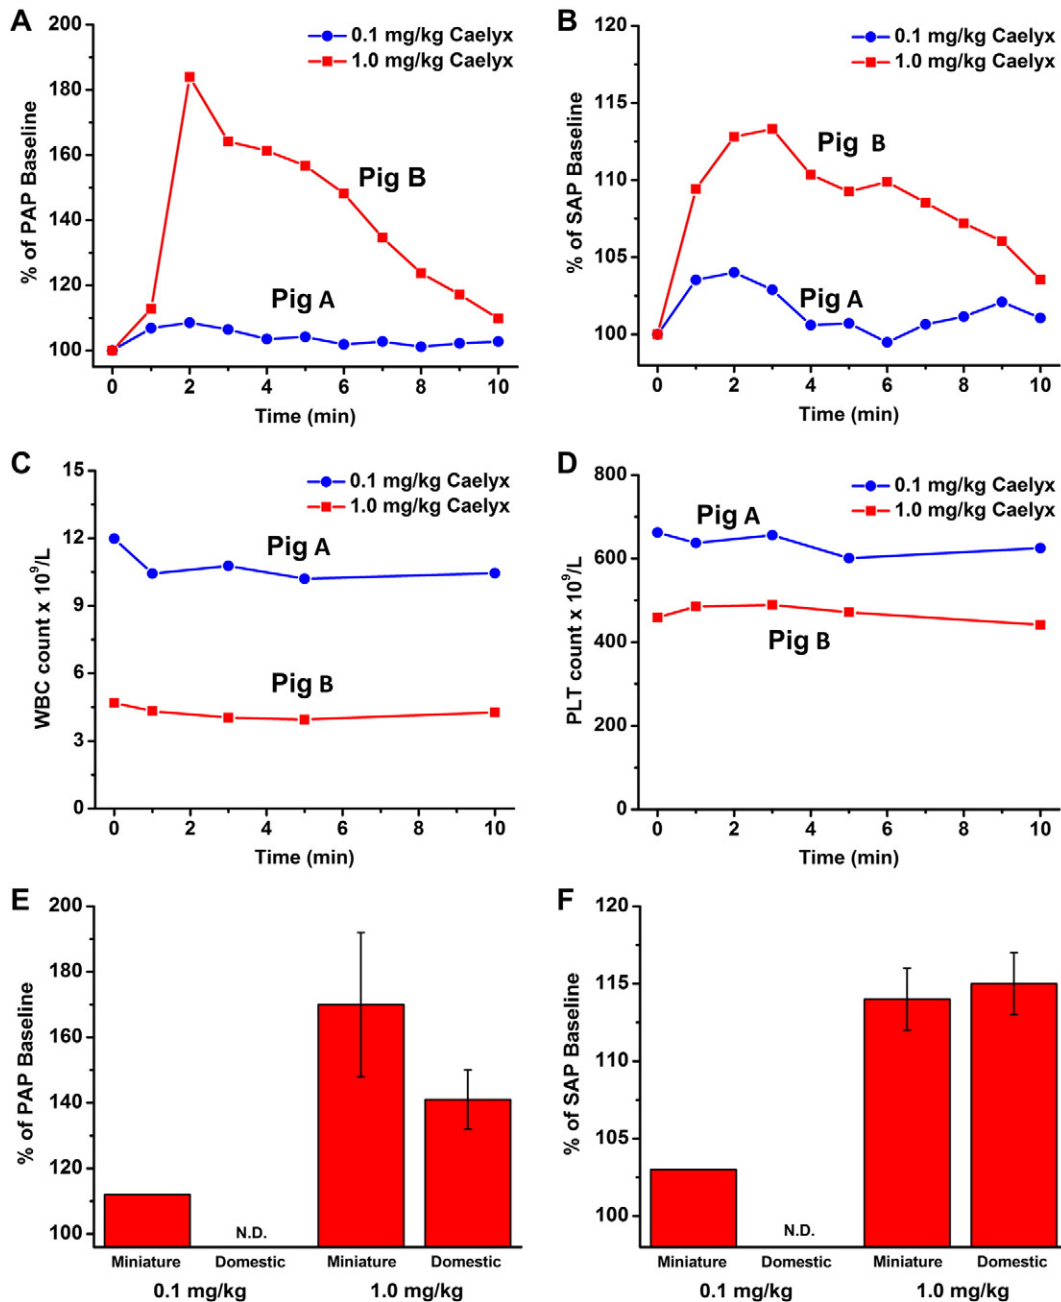 A
% of PAP Baseline
200
180
160
140
120
100
0 2 4 6 8 10
Time (min)
0.1 mg/kg Caelyx
1.0 mg/kg Caelyx
Pig B
Pig A
B
% of SAP Baseline
120
115
110
105
100
0 2 4 6 8 10
Time (min)
0.1 mg/kg Caelyx
1.0 mg/kg Caelyx
Pig B
Pig A
C
WBC count x 10⁹/L
15
12
9
6
3
0
0 2 4 6 8 10
Time (min)
0.1 mg/kg Caelyx
1.0 mg/kg Caelyx
Pig A
Pig B
D
PLT count x 10⁹/L
800
600
400
200
0
0 2 4 6 8 10
Time (min)
0.1 mg/kg Caelyx
1.0 mg/kg Caelyx
Pig A
Pig B
E
% of PAP Baseline
200
180
160
140
120
100
N.D.
Miniature Domestic Miniature Domestic
0.1 mg/kg 1.0 mg/kg
F
% of SAP Baseline
120
115
110
105
100
N.D.
Miniature Domestic Miniature Domestic
0.1 mg/kg 1.0 mg/kg